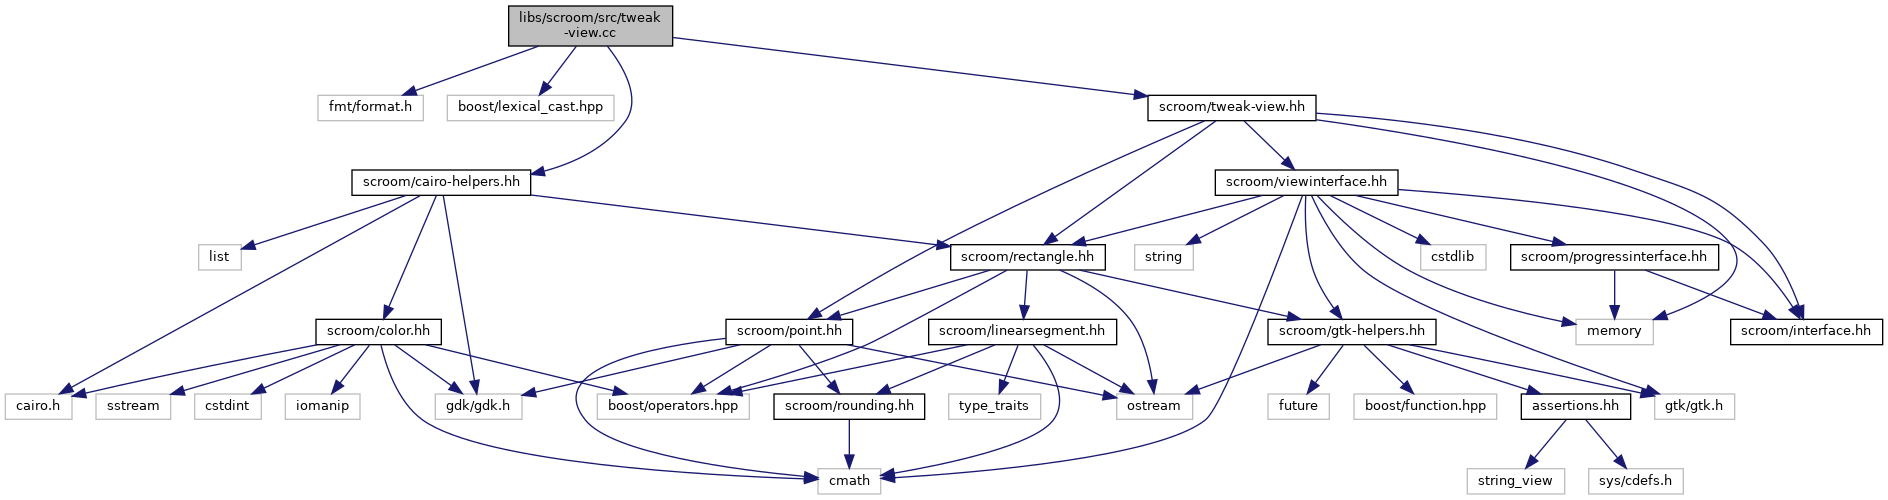 libs/scroom/src/tweak
-view.cc
fmt/format.h
boost/lexical_cast.hpp
scroom/tweak-view.hh
scroom/cairo-helpers.hh
scroom/viewinterface.hh
list
scroom/rectangle.hh
string
cstdlib
scroom/progressinterface.hh
scroom/color.hh
scroom/point.hh
scroom/linearsegment.hh
scroom/gtk-helpers.hh
memory
scroom/interface.hh
cairo.h
sstream
cstdint
iomanip
gdk/gdk.h
boost/operators.hpp
scroom/rounding.hh
type_traits
ostream
future
boost/function.hpp
assertions.hh
gtk/gtk.h
cmath
string_view
sys/cdefs.h